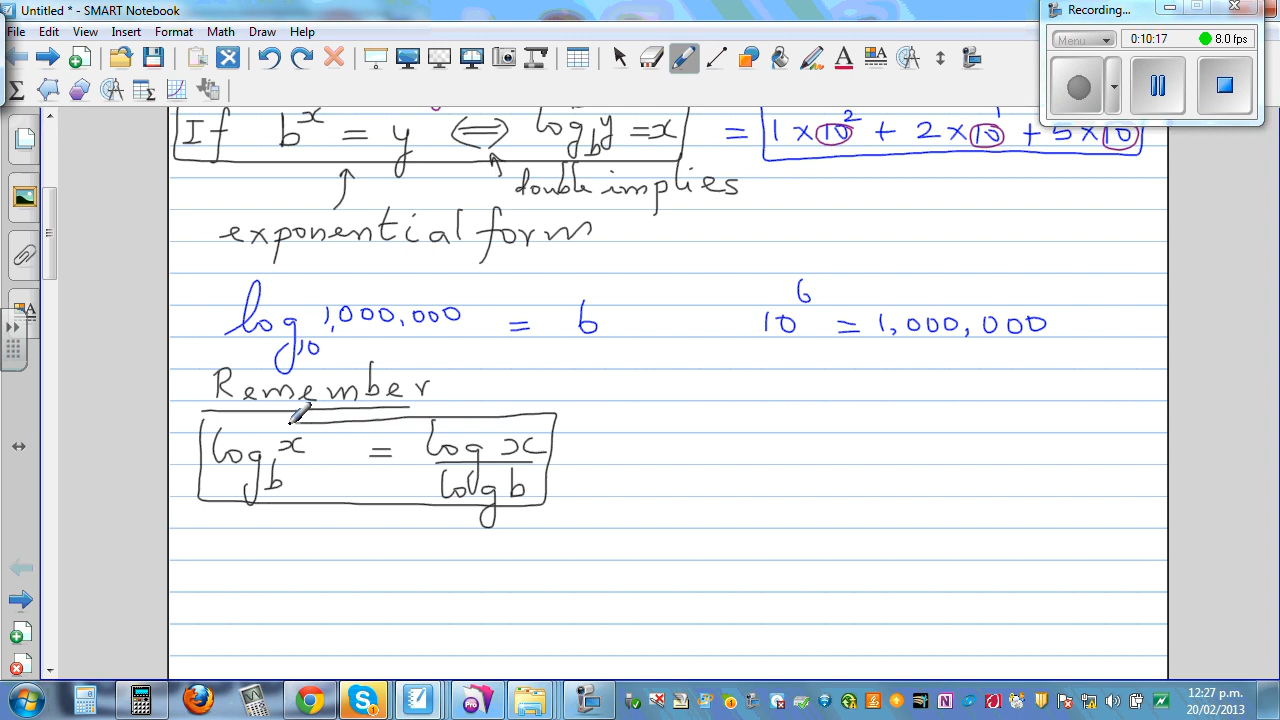 Untitled * - SMART Notebook
Recording...
File Edit View Insert Format Math Draw Help
Menu 0:10:17 8.0 fps
If b^x = y ⟺ log_b y = x = 1 × 10^2 + 2 × 10^1 + 5 × 10
double implies
exponential form
log_10 1,000,000 = 6 10^6 = 1,000,000
Remember
log_b x = log x / log b
12:27 p.m.
20/02/2013